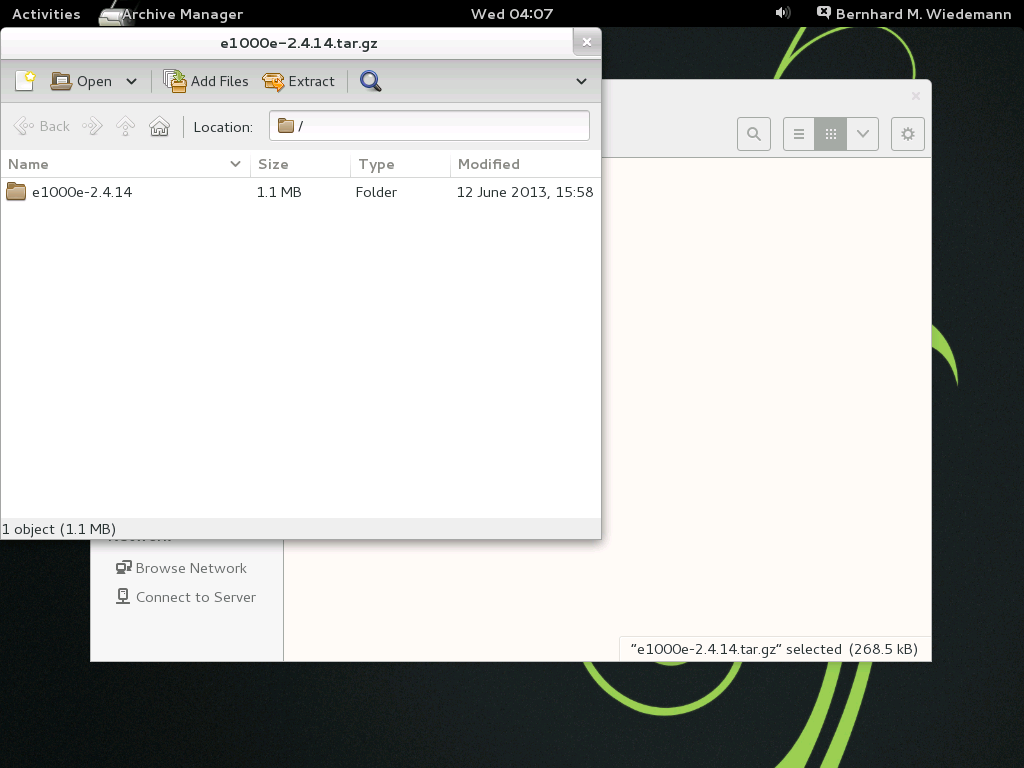 Activities Archive Manager Wed 04:07 Bernhard M. Wiedemann
e1000e-2.4.14.tar.gz
Open Add Files Extract
Back Location: /
Name Size Type Modified
e1000e-2.4.14 1.1 MB Folder 12 June 2013, 15:58
1 object (1.1 MB)
Network
Browse Network
Connect to Server
"e1000e-2.4.14.tar.gz" selected (268.5 kB)